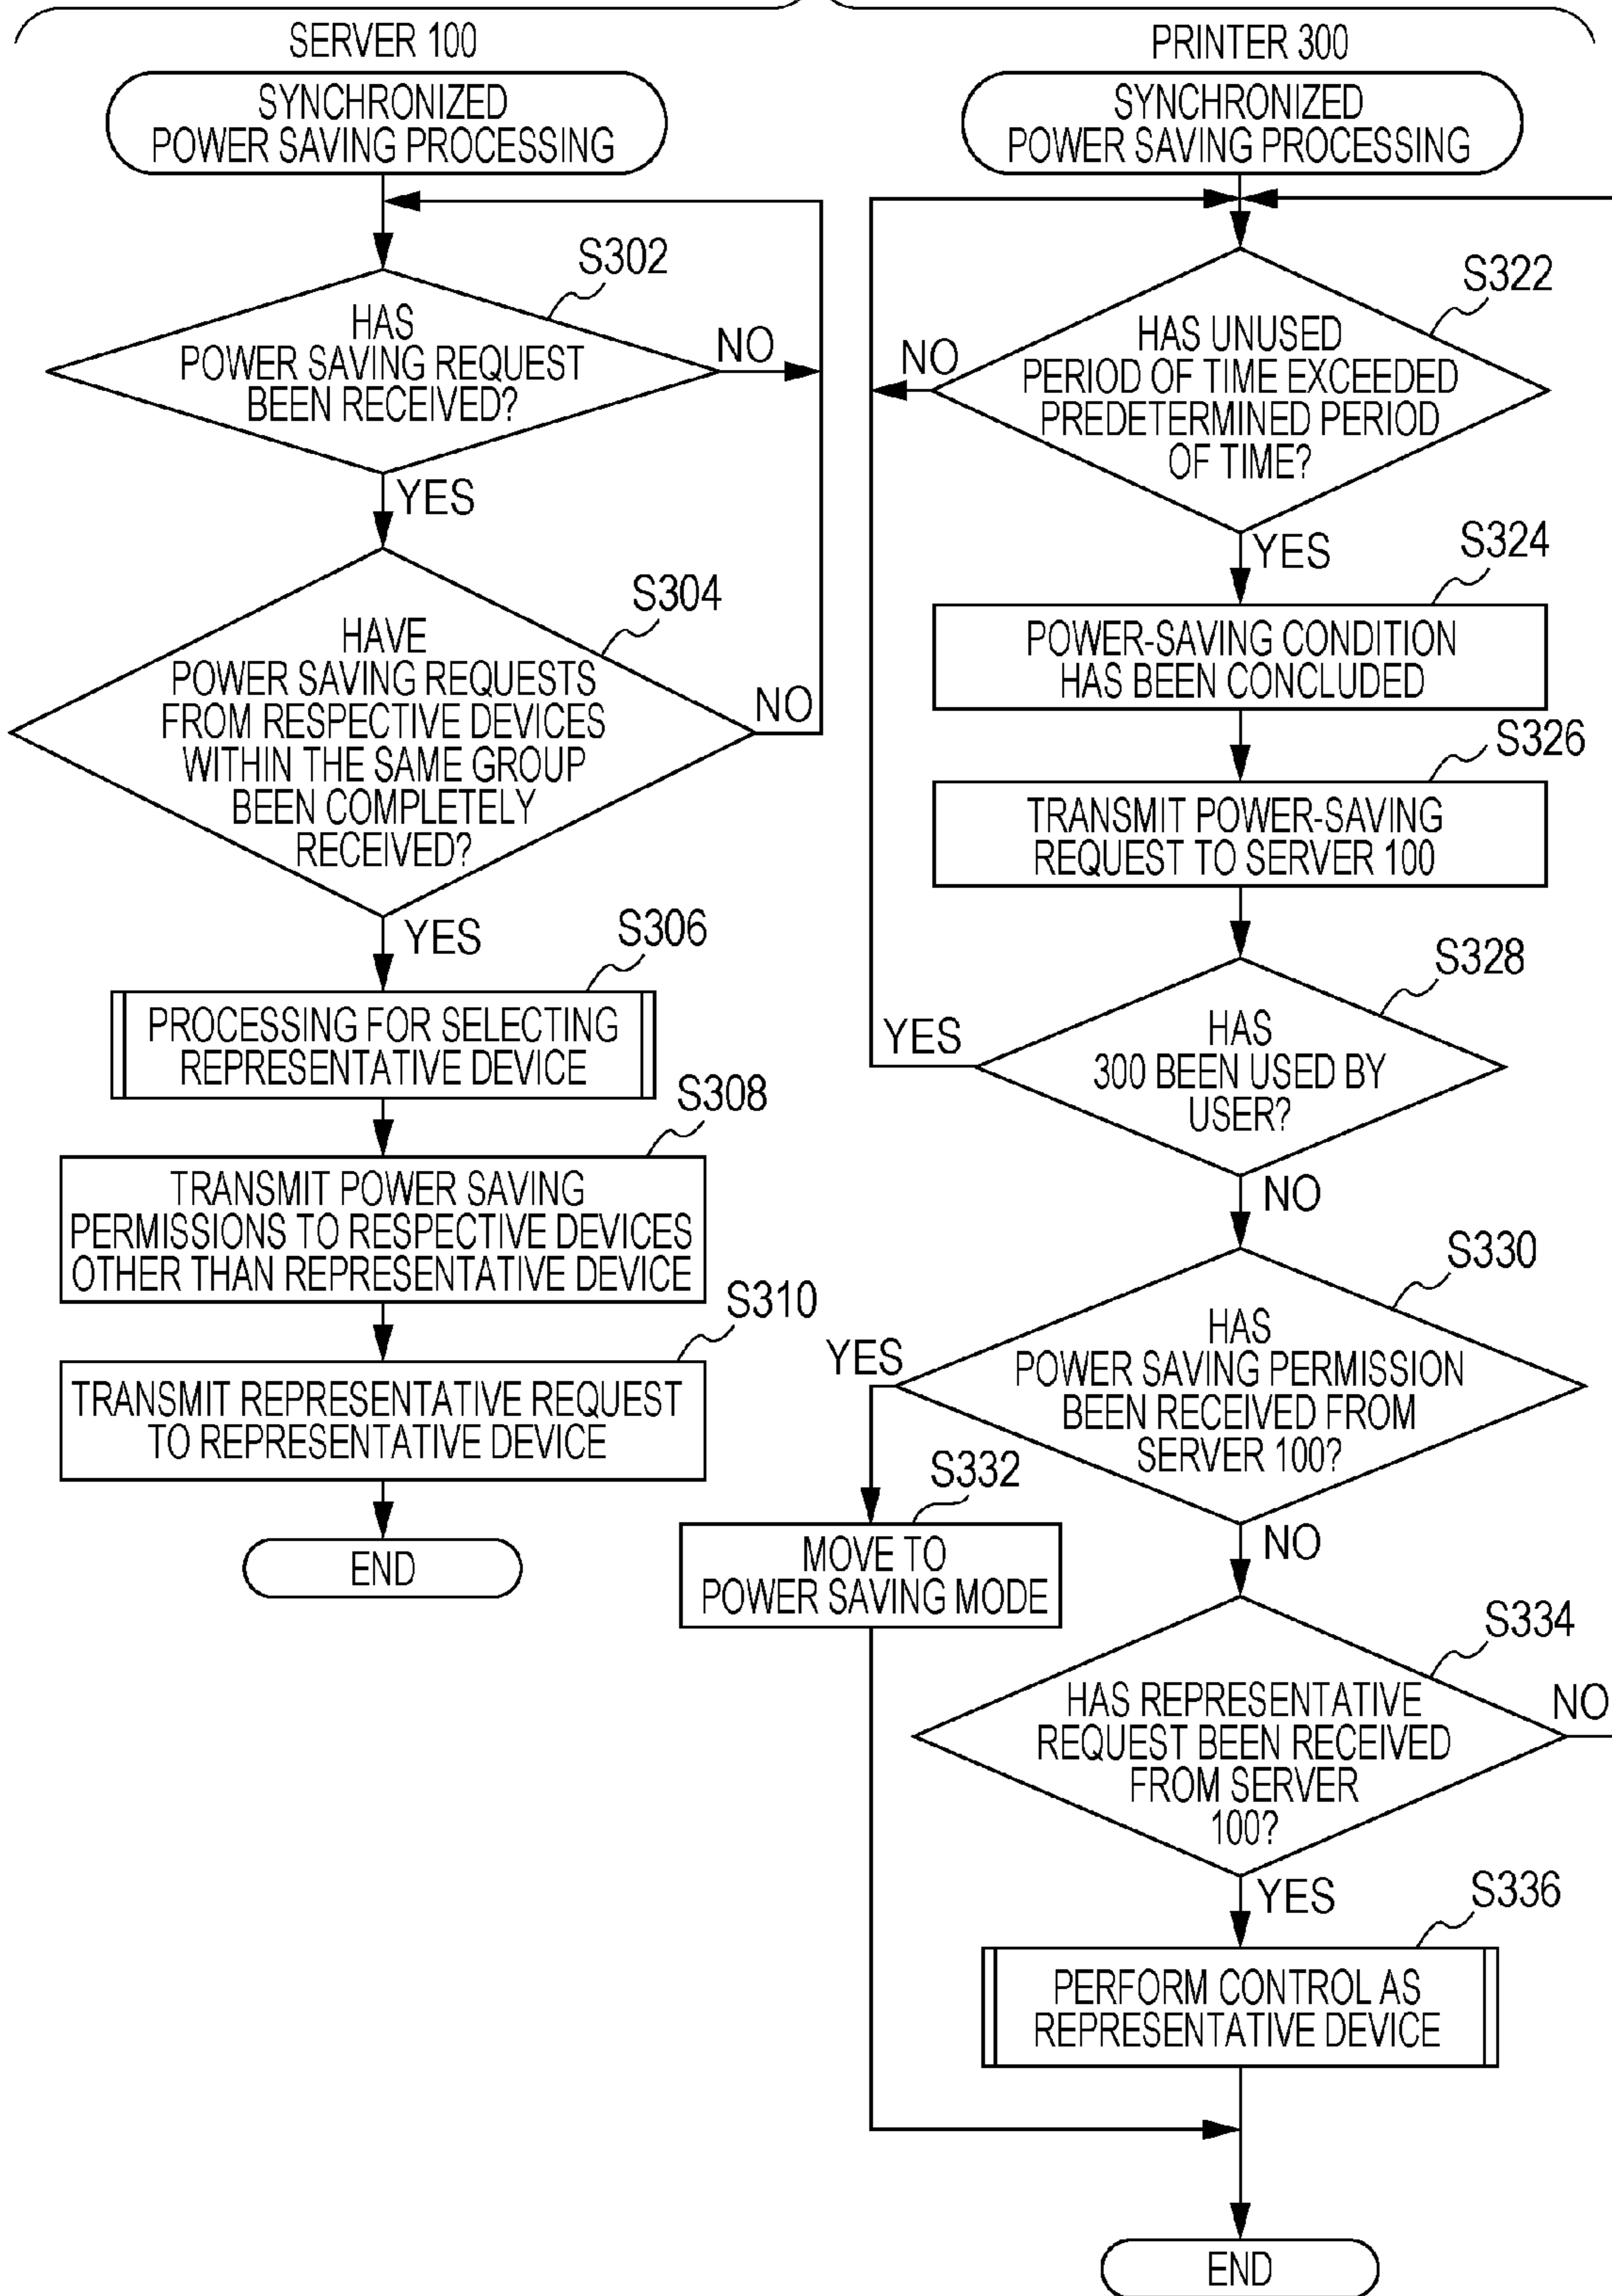 SERVER 100
SYNCHRONIZED
POWER SAVING PROCESSING
S302
HAS
POWER SAVING REQUEST
BEEN RECEIVED?
NO
YES
S304
HAVE
POWER SAVING REQUESTS
FROM RESPECTIVE DEVICES
WITHIN THE SAME GROUP
BEEN COMPLETELY
RECEIVED?
NO
YES
S306
PROCESSING FOR SELECTING
REPRESENTATIVE DEVICE
S308
TRANSMIT POWER SAVING
PERMISSIONS TO RESPECTIVE DEVICES
OTHER THAN REPRESENTATIVE DEVICE
S310
TRANSMIT REPRESENTATIVE REQUEST
TO REPRESENTATIVE DEVICE
END
PRINTER 300
SYNCHRONIZED
POWER SAVING PROCESSING
S322
HAS UNUSED
PERIOD OF TIME EXCEEDED
PREDETERMINED PERIOD
OF TIME?
NO
YES
S324
POWER-SAVING CONDITION
HAS BEEN CONCLUDED
S326
TRANSMIT POWER-SAVING
REQUEST TO SERVER 100
S328
HAS
300 BEEN USED BY
USER?
YES
NO
S330
HAS
POWER SAVING PERMISSION
BEEN RECEIVED FROM
SERVER 100?
YES
S332
MOVE TO
POWER SAVING MODE
NO
S334
HAS REPRESENTATIVE
REQUEST BEEN RECEIVED
FROM SERVER
100?
NO
YES
S336
PERFORM CONTROL AS
REPRESENTATIVE DEVICE
END